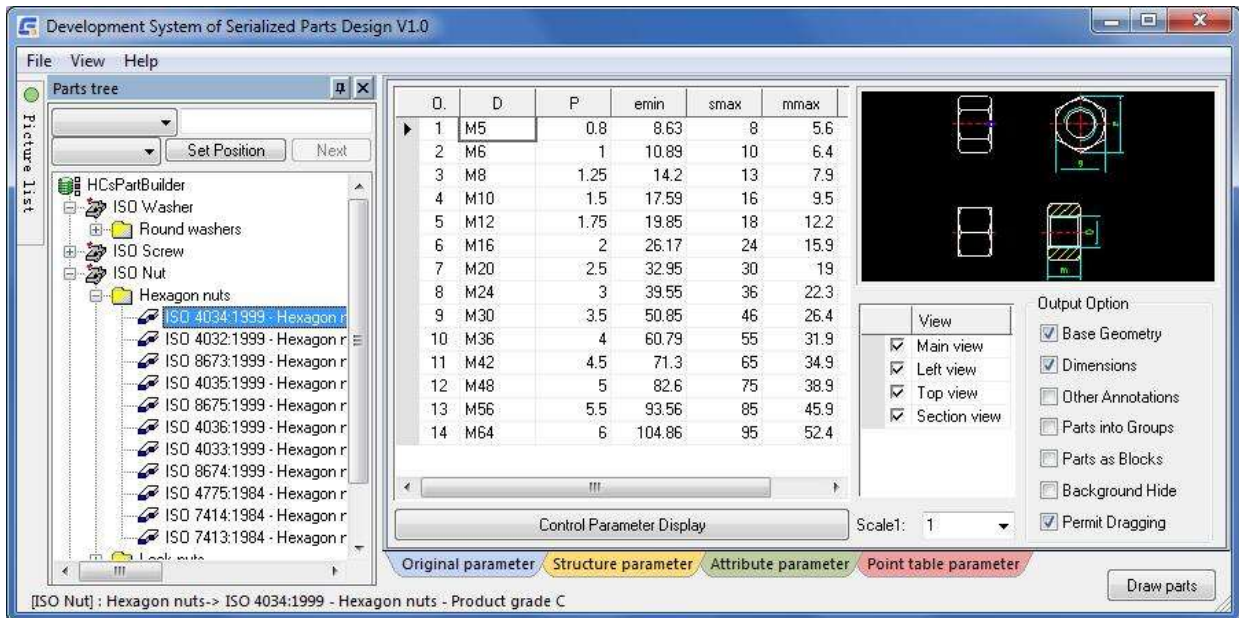 Development System of Serialized Parts Design V1.0
File View Help
Picture List
Parts tree
Set Position Next
HCsPartBuilder
ISO Washer
Round washers
ISO Screw
ISO Nut
Hexagon nuts
ISO 4034:1999 - Hexagon r
ISO 4032:1999 - Hexagon r
ISO 8673:1999 - Hexagon r
ISO 4035:1999 - Hexagon r
ISO 8675:1999 - Hexagon r
ISO 4036:1999 - Hexagon r
ISO 4033:1999 - Hexagon r
ISO 8674:1999 - Hexagon r
ISO 4775:1984 - Hexagon r
ISO 7414:1984 - Hexagon r
ISO 7413:1984 - Hexagon r
Lock nuts
O. D P emin smax mmax
1 M5 0.8 8.63 8 5.6
2 M6 1 10.89 10 6.4
3 M8 1.25 14.2 13 7.9
4 M10 1.5 17.59 16 9.5
5 M12 1.75 19.85 18 12.2
6 M16 2 26.17 24 15.9
7 M20 2.5 32.95 30 19
8 M24 3 39.55 36 22.3
9 M30 3.5 50.85 46 26.4
10 M36 4 60.79 55 31.9
11 M42 4.5 71.3 65 34.9
12 M48 5 82.6 75 38.9
13 M56 5.5 93.56 85 45.9
14 M64 6 104.86 95 52.4
Control Parameter Display
Original parameter Structure parameter Attribute parameter Point table parameter
m
View
Main view
Left view
Top view
Section view
Output Option
Base Geometry
Dimensions
Other Annotations
Parts into Groups
Parts as Blocks
Background Hide
Permit Dragging
Scale1: 1
Draw parts
[ISO Nut] : Hexagon nuts-> ISO 4034:1999 - Hexagon nuts - Product grade C